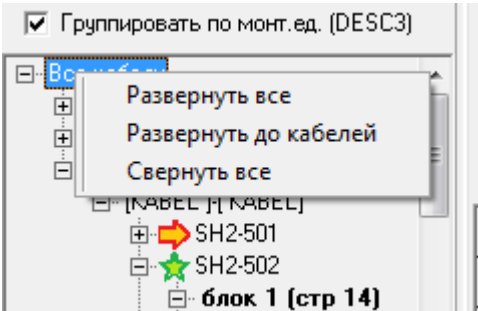 Группировать по монт.ед. (DESC3)
Все кабели
Развернуть все
Развернуть до кабелей
Свернуть все
[KABEL ]-[ KABEL]
SH2-501
SH2-502
блок 1 (стр 14)